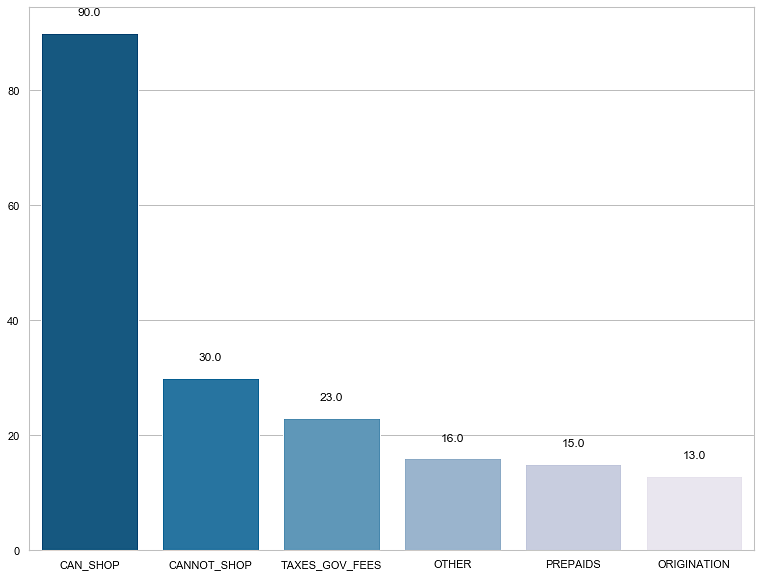 90.0
80
60
40
30.0
23.0
20
16.0
15.0
13.0
0
CAN_SHOP
CANNOT_SHOP
TAXES_GOV_FEES
OTHER
PREPAIDS
ORIGINATION